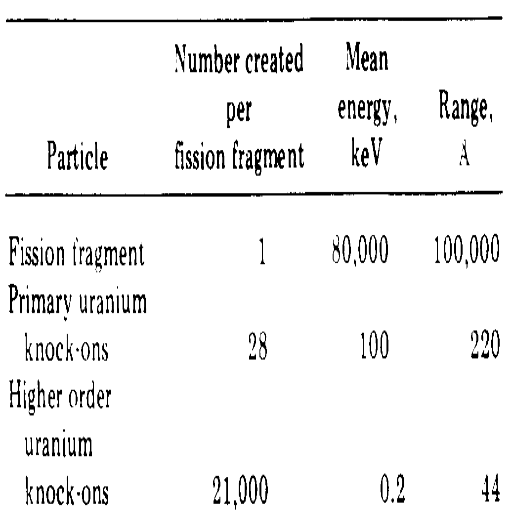 Number created Mean
per energy, Range,
Particle fission fragment keV Å
Fission fragment 1 80,000 100,000
Primary uranium
knock-ons 28 100 220
Higher order
uranium
knock-ons 21,000 0.2 44